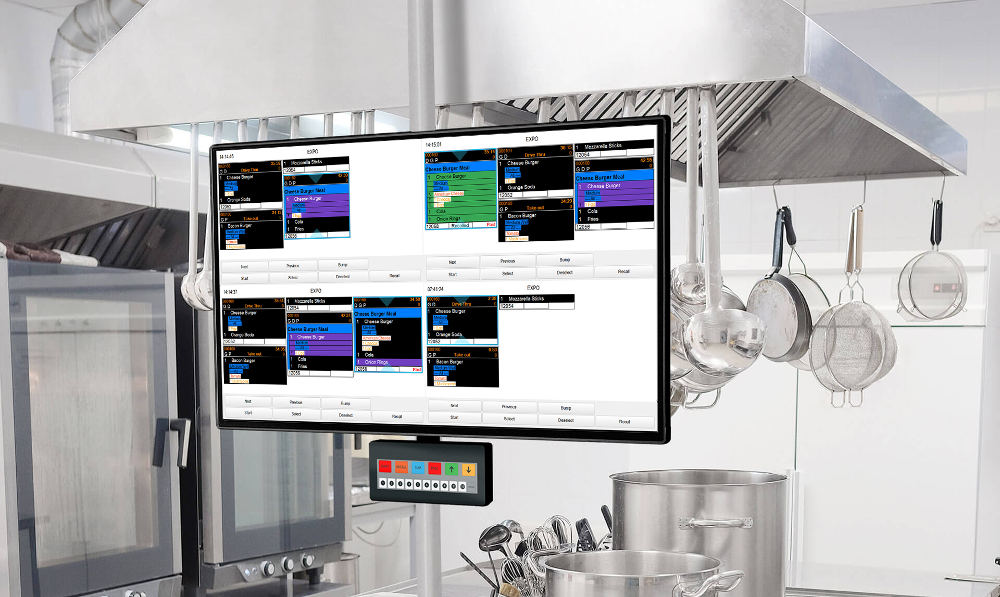 14:14:46
EXPO
000160 35:59
G D Drive Thru 0
1 Cheese Burger
Medium
--- All ---
1 Egg
1 Orange Soda
12052
000160 34:13
G P Take out 0
1 Bacon Burger
Medium Well
--- All ---
Tomato
1 Mushrooms
1 Mozzarella Sticks
12054
000160 42:39
G D P 0
Cheese Burger Meal
1 Cheese Burger
Medium
--- All ---
1 Egg
1 Cola
1 Fries
12056
Next Previous Bump
Start Select Deselect Recall
14:15:01
EXPO
000160 35:14
D G P 0
Cheese Burger Meal
1 Cheese Burger
Medium
--- All ---
American Cheese
1 Cheddar
1 Egg
1 Cola
1 Onion Rings
12058 Recalled Paid
000160 36:15
G D Drive Thru 0
1 Cheese Burger
Medium
--- All ---
1 Egg
1 Orange Soda
12052
000160 34:29
G P Take out 0
1 Bacon Burger
Medium Well
--- All ---
Tomato
1 Mushrooms
1 Mozzarella Sticks
12054
000160 42:55
G D P 0
Cheese Burger Meal
1 Cheese Burger
Medium
--- All ---
1 Egg
1 Cola
1 Fries
12056
Next Previous Bump
Start Select Deselect Recall
14:14:37
EXPO
000160 35:51
G D Drive Thru 0
1 Cheese Burger
Medium
--- All ---
1 Egg
1 Orange Soda
12052
000160 34:05
G P Take out 0
1 Bacon Burger
Medium Well
--- All ---
Tomato
1 Mushrooms
1 Mozzarella Sticks
12054
000160 42:31
G D P 0
Cheese Burger Meal
1 Cheese Burger
Medium
--- All ---
1 Egg
1 Cola
1 Fries
12056
000160 34:50
D G P 0
Cheese Burger Meal
1 Cheese Burger
Medium
--- All ---
American Cheese
1 Cheddar
1 Egg
1 Cola
1 Onion Rings
12058 Paid
Next Previous Bump
Start Select Deselect Recall
07:41:24
EXPO
000160 2:38
G D Drive Thru 0
1 Cheese Burger
Medium
--- All ---
1 Egg
1 Orange Soda
12052
000160 0:53
G P Take out 0
1 Bacon Burger
Medium Well
--- All ---
Tomato
1 Mushrooms
1 Mozzarella Sticks
12054
Next Previous Bump
Start Select Deselect Recall
RECALL SUM
1 2 3 4 5 6 7 8 9 10